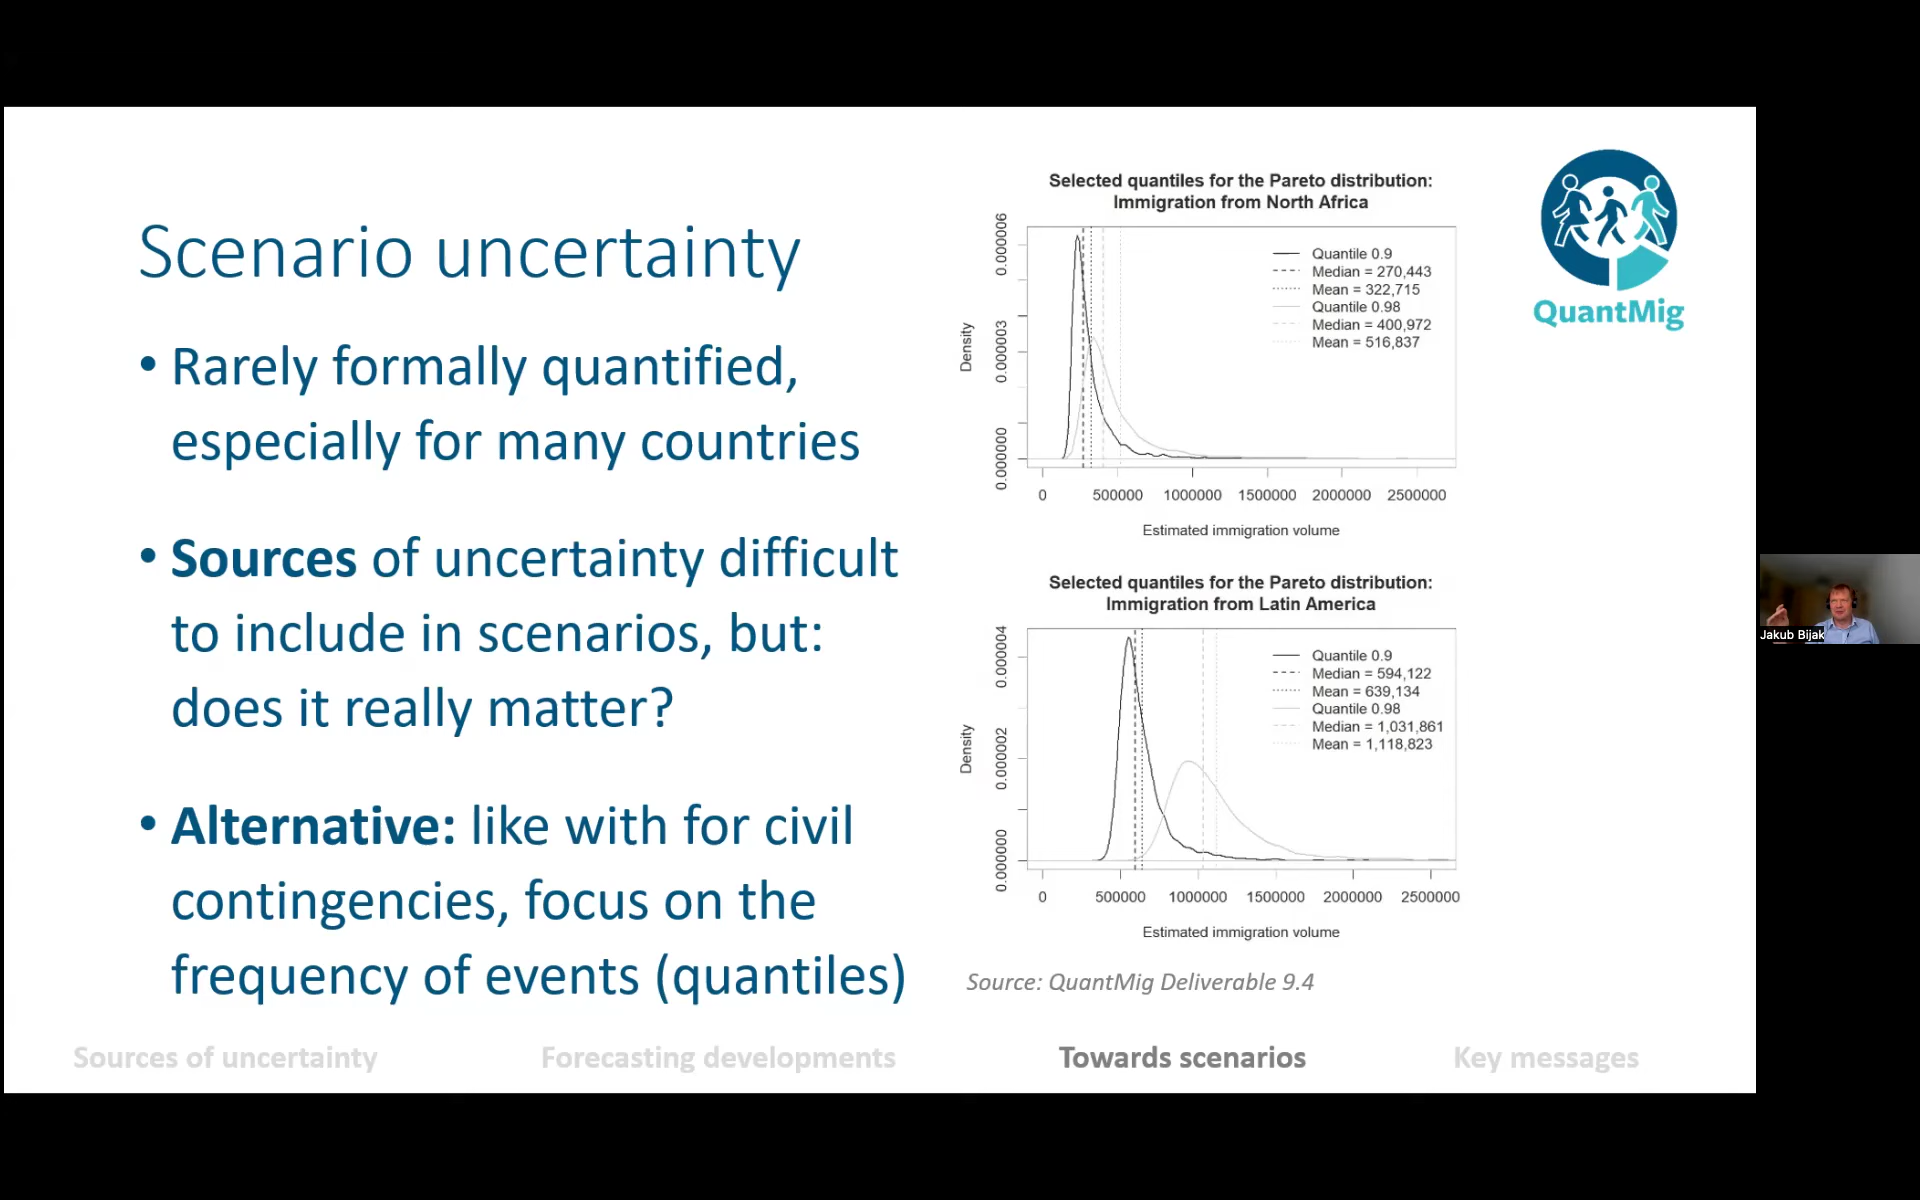 Scenario uncertainty
• Rarely formally quantified,
especially for many countries
• Sources of uncertainty difficult
to include in scenarios, but:
does it really matter?
• Alternative: like with for civil
contingencies, focus on the
frequency of events (quantiles)
Selected quantiles for the Pareto distribution:
Immigration from North Africa
Density
0.000006
0.000003
0.000000
Quantile 0.9
Median = 270,443
Mean = 322,715
Quantile 0.98
Median = 400,972
Mean = 516,837
0 500000 1000000 1500000 2000000 2500000
Estimated immigration volume
Selected quantiles for the Pareto distribution:
Immigration from Latin America
Density
0.000004
0.000002
0.000000
Quantile 0.9
Median = 594,122
Mean = 639,134
Quantile 0.98
Median = 1,031,861
Mean = 1,118,823
0 500000 1000000 1500000 2000000 2500000
Estimated immigration volume
Source: QuantMig Deliverable 9.4
QuantMig
Jakub Bijak
Sources of uncertainty Forecasting developments Towards scenarios Key messages